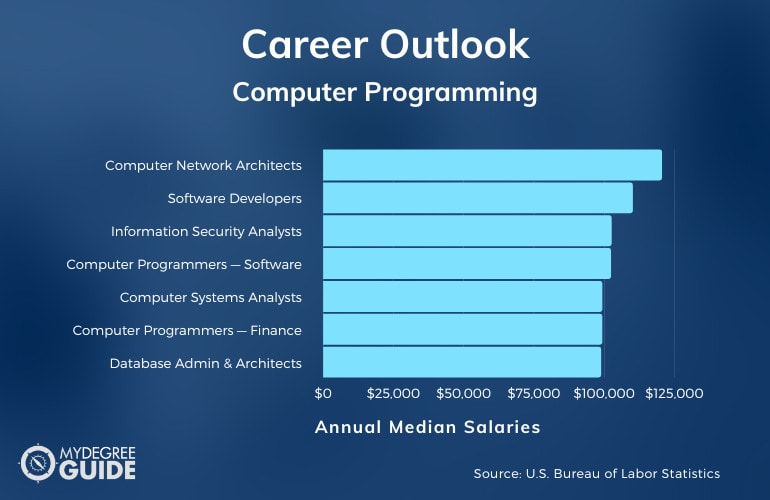 Career Outlook
Computer Programming
Computer Network Architects
Software Developers
Information Security Analysts
Computer Programmers — Software
Computer Systems Analysts
Computer Programmers — Finance
Database Admin & Architects
$0 $25,000 $50,000 $75,000 $100,000 $125,000
Annual Median Salaries
MYDEGREE
GUIDE
Source: U.S. Bureau of Labor Statistics